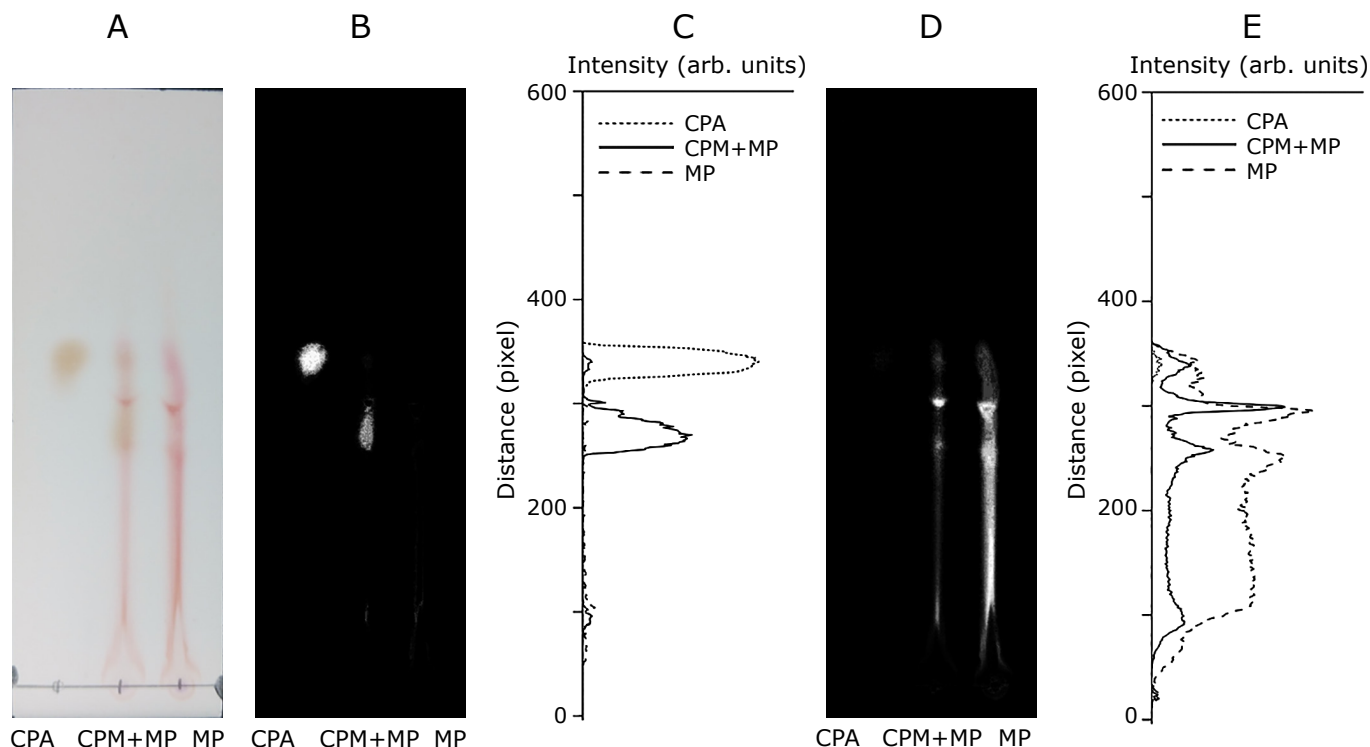 A B C D E
Intensity (arb. units) Intensity (arb. units)
600 600
CPA CPA
CPM+MP CPM+MP
MP MP
400 400
Distance (pixel) Distance (pixel)
200 200
0 0
CPA CPM+MP MP CPA CPM+MP MP CPA CPM+MP MP